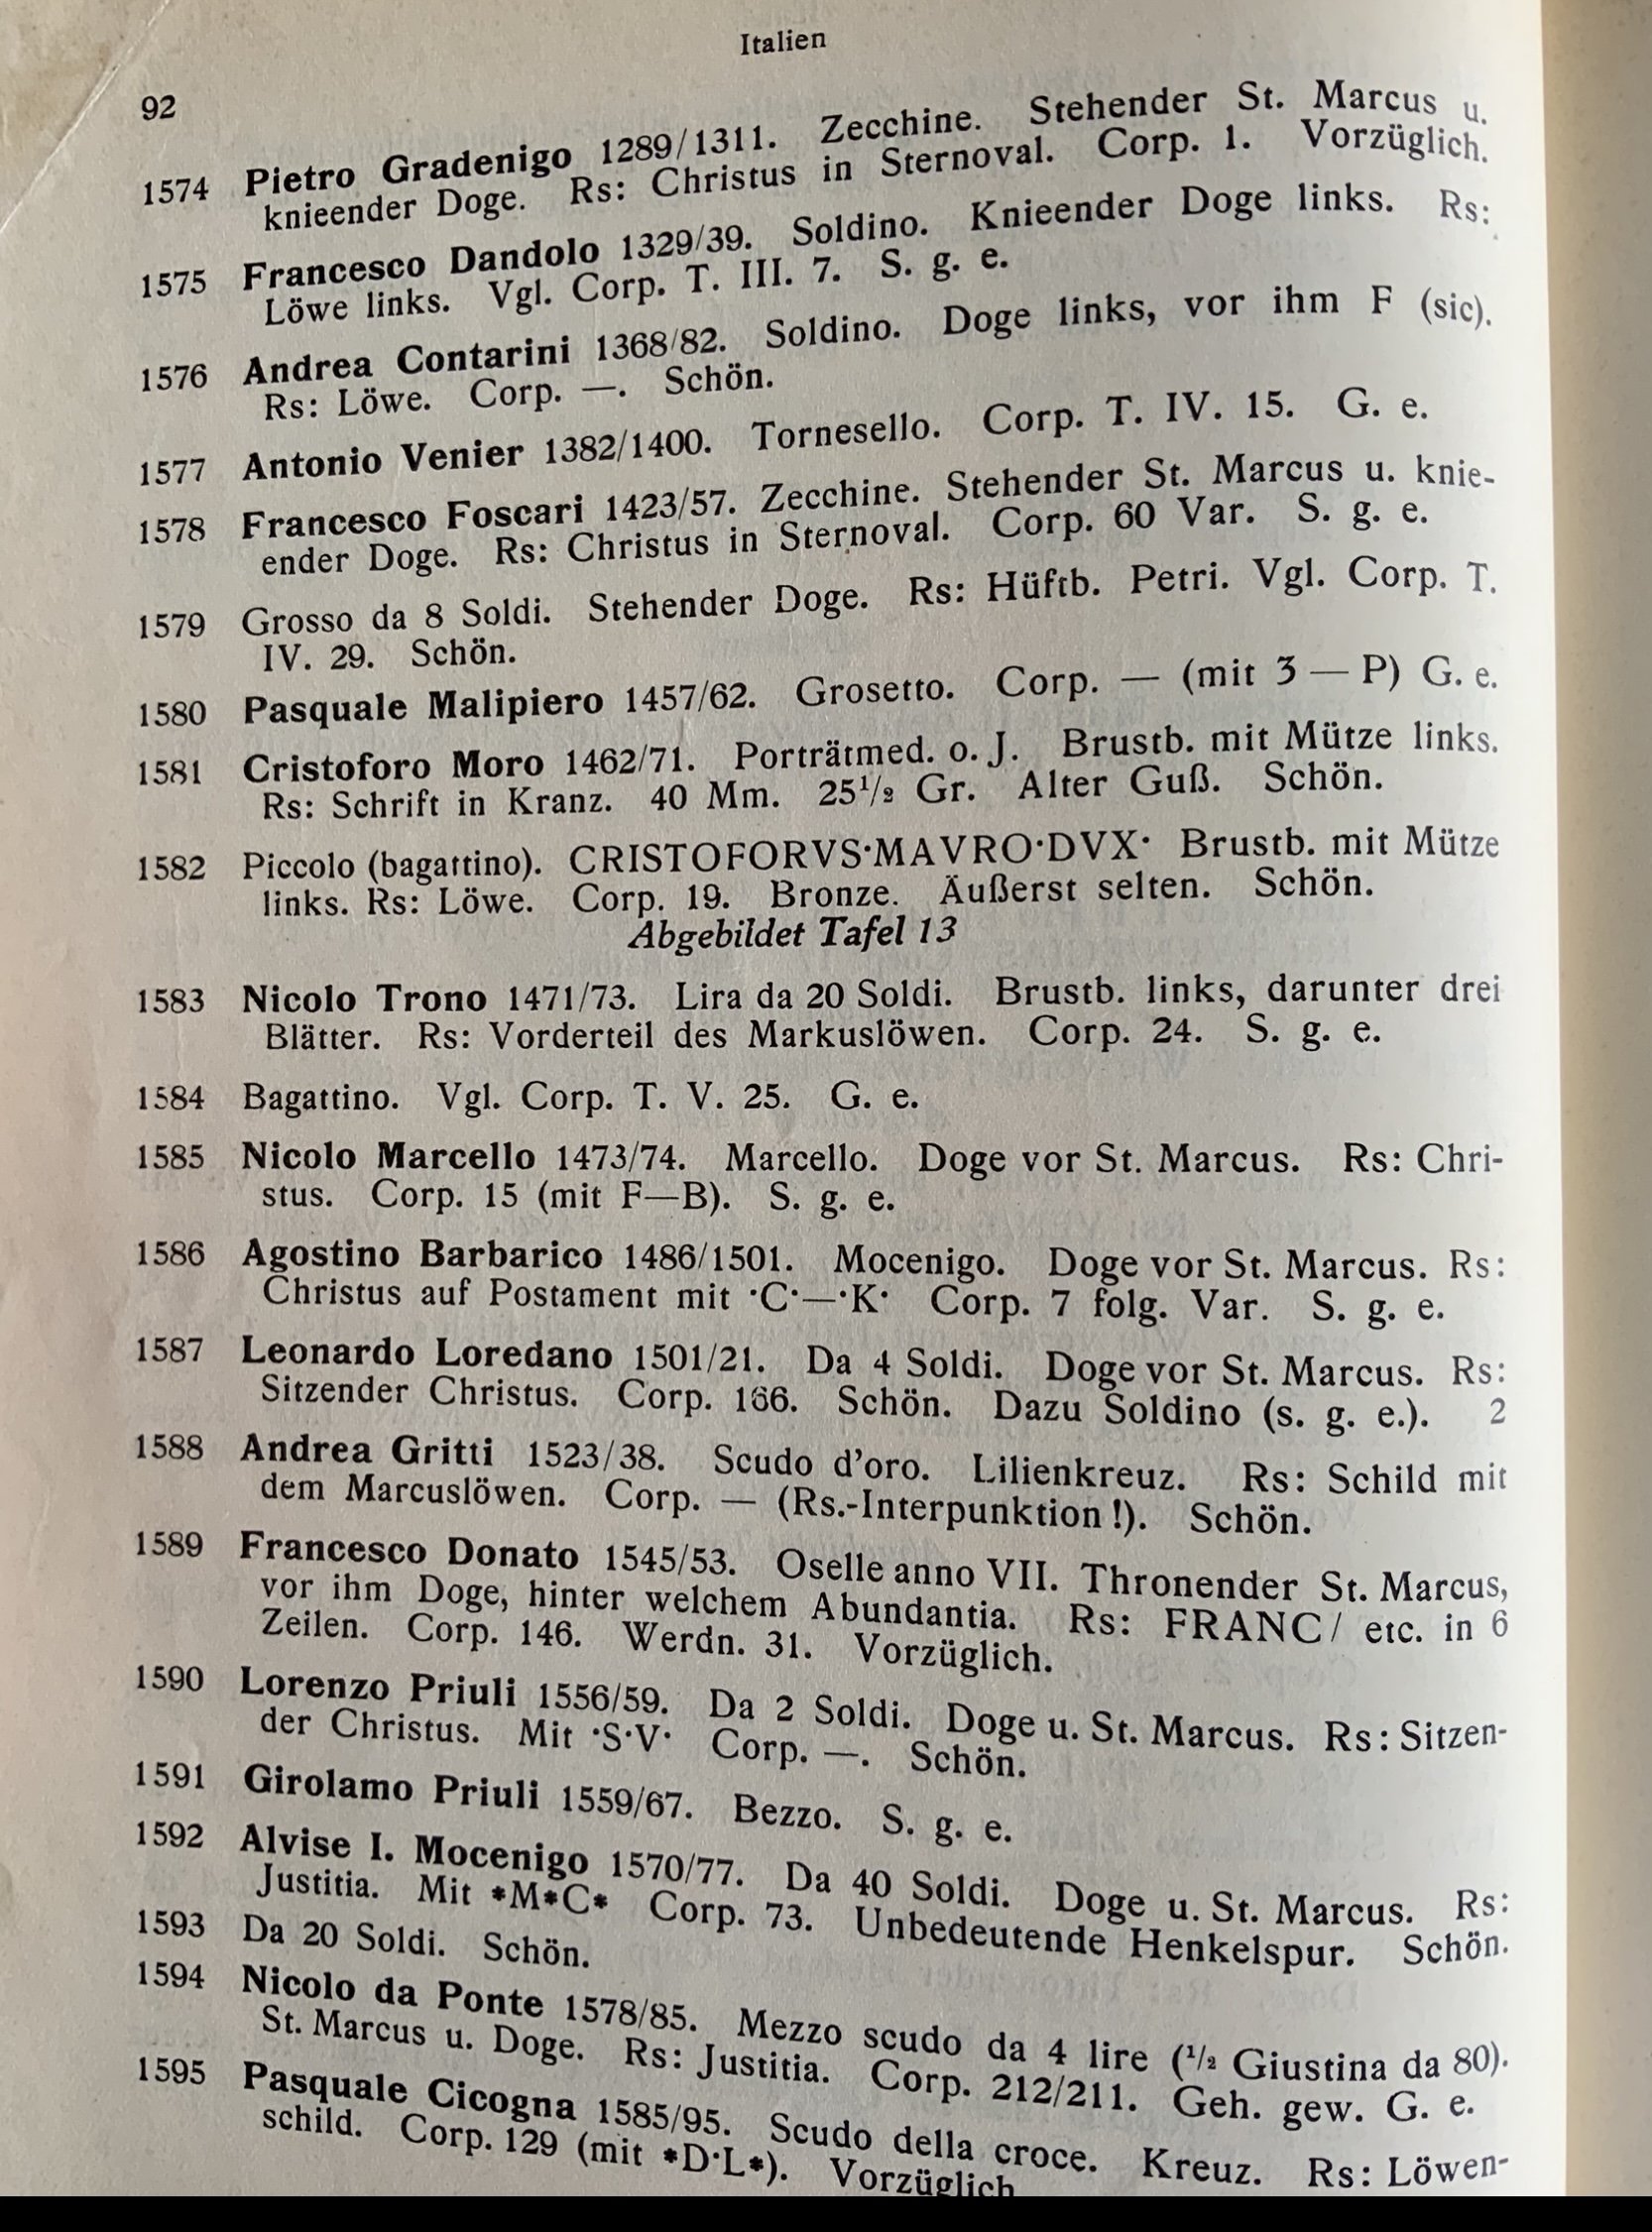 Italien
92
1574 Pietro Gradenigo 1289/1311. Zecchine. Stehender St. Marcus u.
knieender Doge. Rs: Christus in Sternoval. Corp. 1. Vorzüglich.
1575 Francesco Dandolo 1329/39. Soldino. Knieender Doge links. Rs:
Löwe links. Vgl. Corp. T. III. 7. S. g. e.
1576 Andrea Contarini 1368/82. Soldino. Doge links, vor ihm F (sic).
Rs: Löwe. Corp. —. Schön.
1577 Antonio Venier 1382/1400. Tornesello. Corp. T. IV. 15. G. e.
1578 Francesco Foscari 1423/57. Zecchine. Stehender St. Marcus u. knie-
ender Doge. Rs: Christus in Sternoval. Corp. 60 Var. S. g. e.
1579 Grosso da 8 Soldi. Stehender Doge. Rs: Hüftb. Petri. Vgl. Corp. T.
IV. 29. Schön.
1580 Pasquale Malipiero 1457/62. Grosetto. Corp. — (mit 3 — P) G. e.
1581 Cristoforo Moro 1462/71. Porträtmed. o. J. Brustb. mit Mütze links.
Rs: Schrift in Kranz. 40 Mm. 25½ Gr. Alter Guß. Schön.
1582 Piccolo (bagattino). CRISTOFORVS·MAVRO·DVX· Brustb. mit Mütze
links. Rs: Löwe. Corp. 19. Bronze. Äußerst selten. Schön.
Abgebildet Tafel 13
1583 Nicolo Trono 1471/73. Lira da 20 Soldi. Brustb. links, darunter drei
Blätter. Rs: Vorderteil des Markuslöwen. Corp. 24. S. g. e.
1584 Bagattino. Vgl. Corp. T. V. 25. G. e.
1585 Nicolo Marcello 1473/74. Marcello. Doge vor St. Marcus. Rs: Chri-
stus. Corp. 15 (mit F—B). S. g. e.
1586 Agostino Barbarico 1486/1501. Mocenigo. Doge vor St. Marcus. Rs:
Christus auf Postament mit ·C·—·K· Corp. 7 folg. Var. S. g. e.
1587 Leonardo Loredano 1501/21. Da 4 Soldi. Doge vor St. Marcus. Rs:
Sitzender Christus. Corp. 166. Schön. Dazu Soldino (s. g. e.). 2
1588 Andrea Gritti 1523/38. Scudo d'oro. Lilienkreuz. Rs: Schild mit
dem Marcuslöwen. Corp. — (Rs.-Interpunktion!). Schön.
1589 Francesco Donato 1545/53. Oselle anno VII. Thronender St. Marcus,
vor ihm Doge, hinter welchem Abundantia. Rs: FRANC/ etc. in 6
Zeilen. Corp. 146. Werdn. 31. Vorzüglich.
1590 Lorenzo Priuli 1556/59. Da 2 Soldi. Doge u. St. Marcus. Rs: Sitzen-
der Christus. Mit ·S·V· Corp. —. Schön.
1591 Girolamo Priuli 1559/67. Bezzo. S. g. e.
1592 Alvise I. Mocenigo 1570/77. Da 40 Soldi. Doge u. St. Marcus. Rs:
Justitia. Mit *M*C* Corp. 73. Unbedeutende Henkelspur. Schön.
1593 Da 20 Soldi. Schön.
1594 Nicolo da Ponte 1578/85. Mezzo scudo da 4 lire (½ Giustina da 80).
St. Marcus u. Doge. Rs: Justitia. Corp. 212/211. Geh. gew. G. e.
1595 Pasquale Cicogna 1585/95. Scudo della croce. Kreuz. Rs: Löwen-
schild. Corp. 129 (mit *D·L*). Vorzüglich